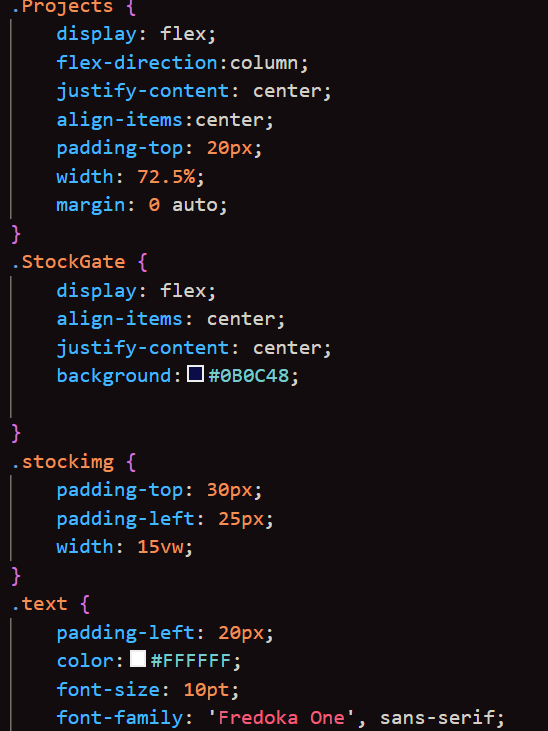 .Projects {
    display: flex;
    flex-direction:column;
    justify-content: center;
    align-items:center;
    padding-top: 20px;
    width: 72.5%;
    margin: 0 auto;
}
.StockGate {
    display: flex;
    align-items: center;
    justify-content: center;
    background: #0B0C48;
}
.stockimg {
    padding-top: 30px;
    padding-left: 25px;
    width: 15vw;
}
.text {
    padding-left: 20px;
    color: #FFFFFF;
    font-size: 10pt;
    font-family: 'Fredoka One', sans-serif;